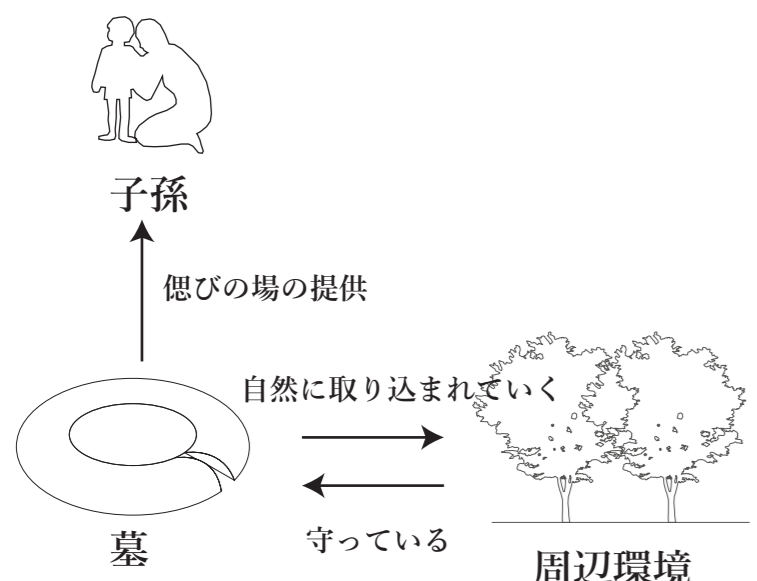 子孫
偲びの場の提供
自然に取り込まれていく
守っている
墓
周辺環境